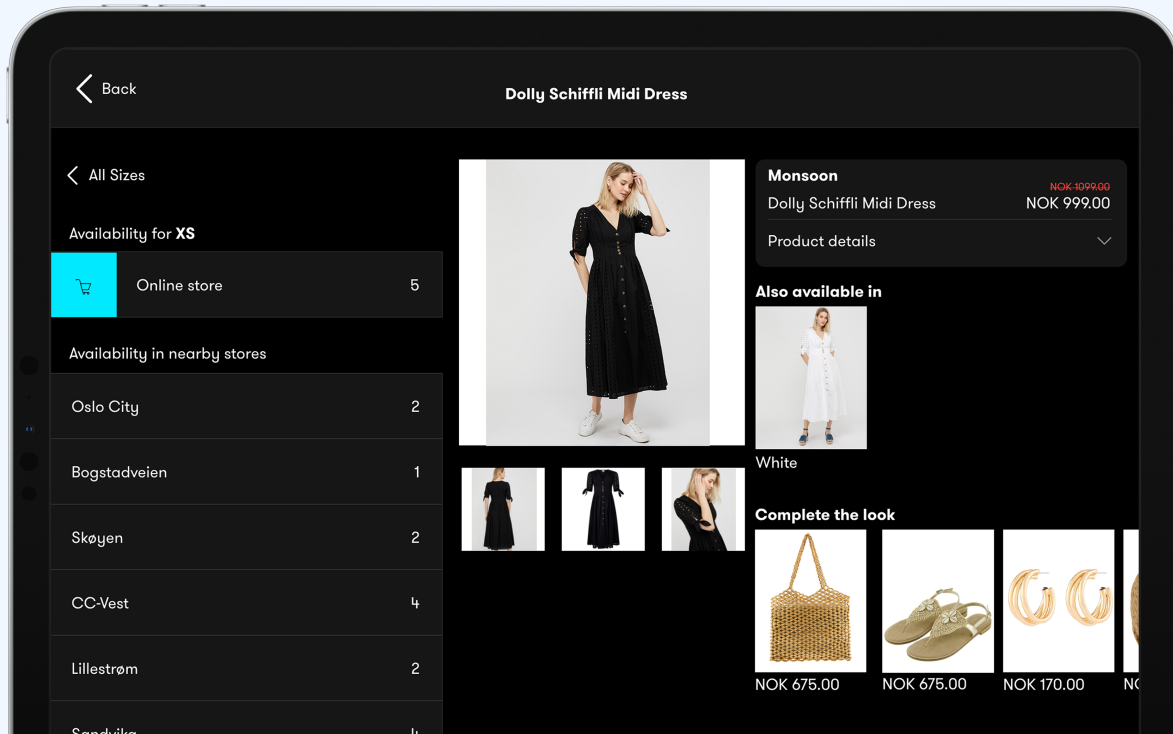 Back
Dolly Schiffli Midi Dress
All Sizes
Availability for XS
Online store 5
Availability in nearby stores
Oslo City 2
Bogstadveien 1
Skøyen 2
CC-Vest 4
Lillestrøm 2
Sandvika 4
Monsoon
NOK 1099.00
Dolly Schiffli Midi Dress NOK 999.00
Product details
Also available in
White
Complete the look
NOK 675.00 NOK 675.00 NOK 170.00